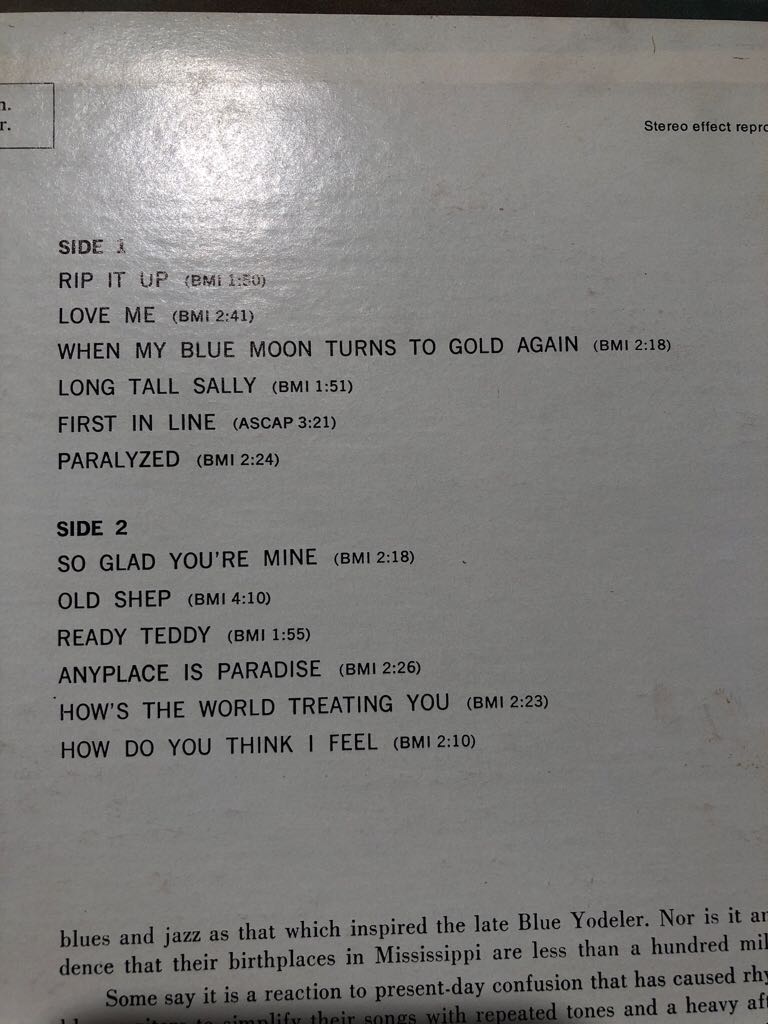 n.
r.
Stereo effect repro
SIDE 1
RIP IT UP (BMI 1:50)
LOVE ME (BMI 2:41)
WHEN MY BLUE MOON TURNS TO GOLD AGAIN (BMI 2:18)
LONG TALL SALLY (BMI 1:51)
FIRST IN LINE (ASCAP 3:21)
PARALYZED (BMI 2:24)
SIDE 2
SO GLAD YOU'RE MINE (BMI 2:18)
OLD SHEP (BMI 4:10)
READY TEDDY (BMI 1:55)
ANYPLACE IS PARADISE (BMI 2:26)
HOW'S THE WORLD TREATING YOU (BMI 2:23)
HOW DO YOU THINK I FEEL (BMI 2:10)
blues and jazz as that which inspired the late Blue Yodeler. Nor is it an
dence that their birthplaces in Mississippi are less than a hundred mil
Some say it is a reaction to present-day confusion that has caused rhy
to simplify their songs with repeated tones and a heavy aft